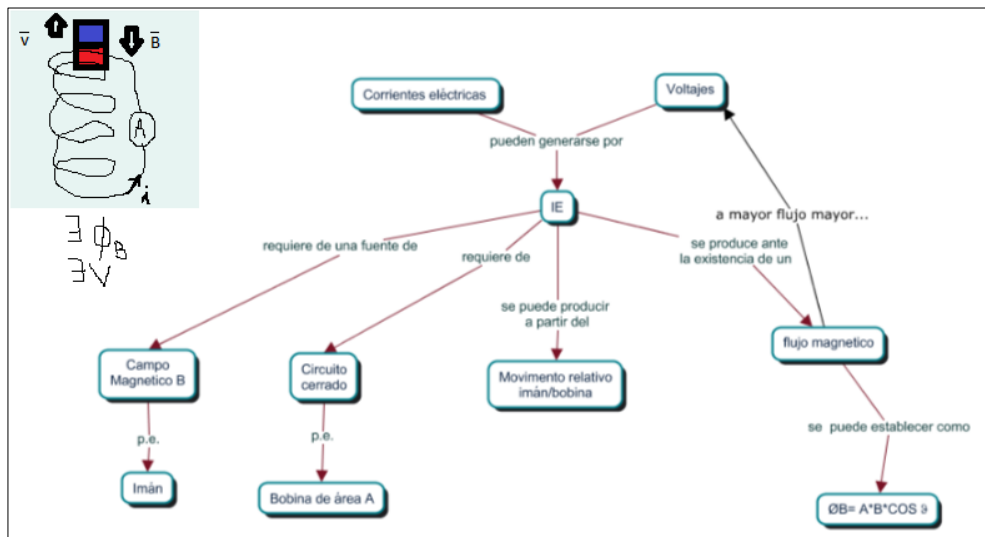 V̅
B̅
A
i
∃ ϕB
∃ V
Corrientes eléctricas
Voltajes
pueden generarse por
IE
a mayor flujo mayor...
requiere de una fuente de
requiere de
se produce ante
la existencia de un
se puede producir
a partir del
flujo magnetico
Campo
Magnetico B
Circuito
cerrado
Movimento relativo
imán/bobina
se puede establecer como
p.e.
p.e.
Imán
Bobina de área A
ØB= A*B*COS ϑ